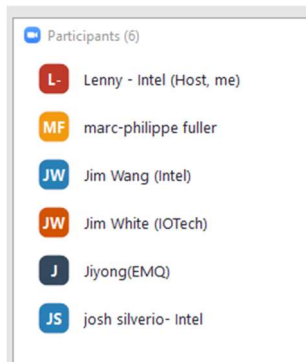 Participants (6)
L- Lenny - Intel (Host, me)
MF marc-philippe fuller
JW Jim Wang (Intel)
JW Jim White (IOTech)
J Jiyong(EMQ)
JS josh silverio- Intel